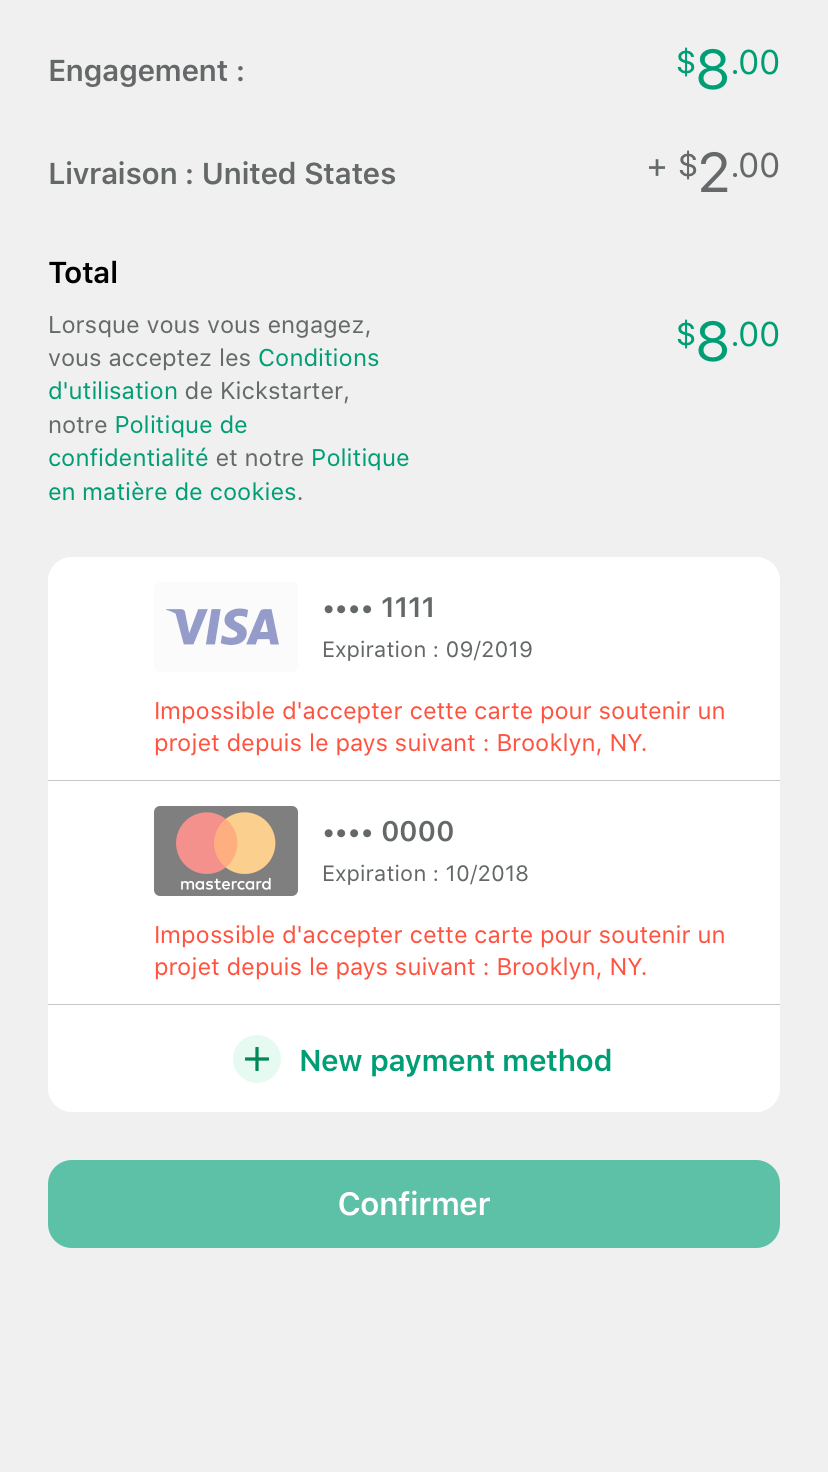 Engagement :
$8.00
Livraison : United States
+ $2.00
Total
Lorsque vous vous engagez,
vous acceptez les Conditions
d'utilisation de Kickstarter,
notre Politique de
confidentialité et notre Politique
en matière de cookies.
$8.00
VISA
•••• 1111
Expiration : 09/2019
Impossible d'accepter cette carte pour soutenir un
projet depuis le pays suivant : Brooklyn, NY.
mastercard
•••• 0000
Expiration : 10/2018
Impossible d'accepter cette carte pour soutenir un
projet depuis le pays suivant : Brooklyn, NY.
+ New payment method
Confirmer